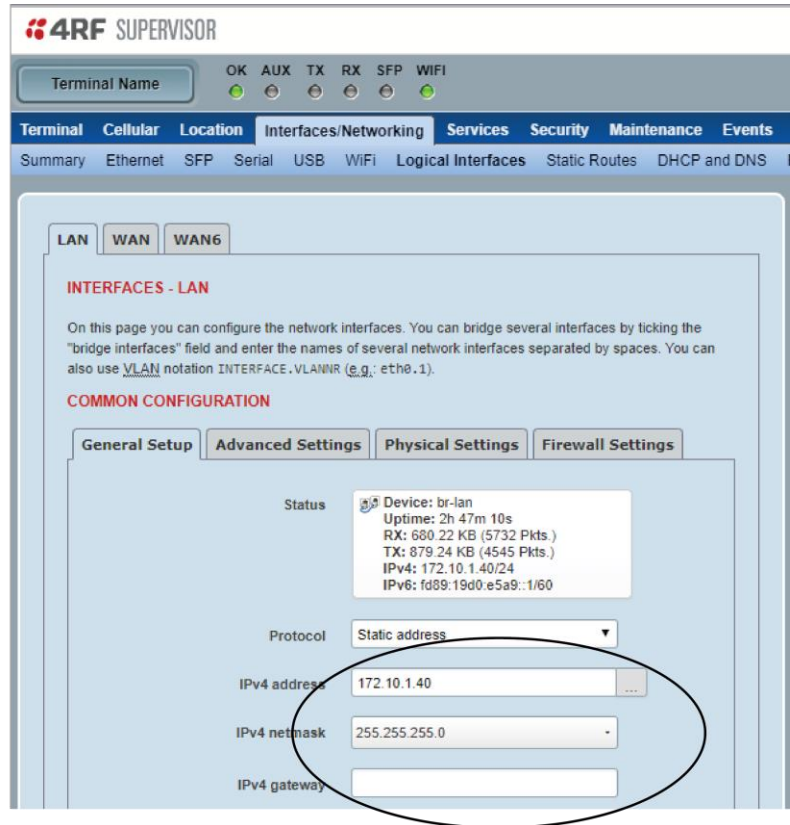 4RF SUPERVISOR
Terminal Name
OK AUX TX RX SFP WIFI
Terminal Cellular Location Interfaces/Networking Services Security Maintenance Events
Summary Ethernet SFP Serial USB WiFi Logical Interfaces Static Routes DHCP and DNS
LAN WAN WAN6
INTERFACES - LAN
On this page you can configure the network interfaces. You can bridge several interfaces by ticking the
"bridge interfaces" field and enter the names of several network interfaces separated by spaces. You can
also use VLAN notation INTERFACE.VLANNR (e.g.: eth0.1).
COMMON CONFIGURATION
General Setup Advanced Settings Physical Settings Firewall Settings
Status
Device: br-lan
Uptime: 2h 47m 10s
RX: 680.22 KB (5732 Pkts.)
TX: 879.24 KB (4545 Pkts.)
IPv4: 172.10.1.40/24
IPv6: fd89:19d0:e5a9::1/60
Protocol Static address
IPv4 address 172.10.1.40 ...
IPv4 netmask 255.255.255.0
IPv4 gateway